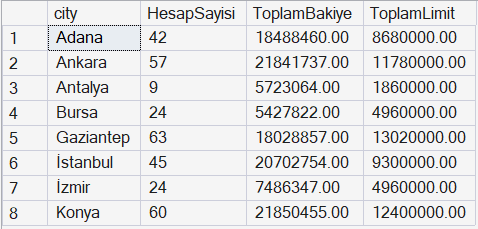 city HesapSayisi ToplamBakiye ToplamLimit
1 Adana 42 18488460.00 8680000.00
2 Ankara 57 21841737.00 11780000.00
3 Antalya 9 5723064.00 1860000.00
4 Bursa 24 5427822.00 4960000.00
5 Gaziantep 63 18028857.00 13020000.00
6 İstanbul 45 20702754.00 9300000.00
7 İzmir 24 7486347.00 4960000.00
8 Konya 60 21850455.00 12400000.00